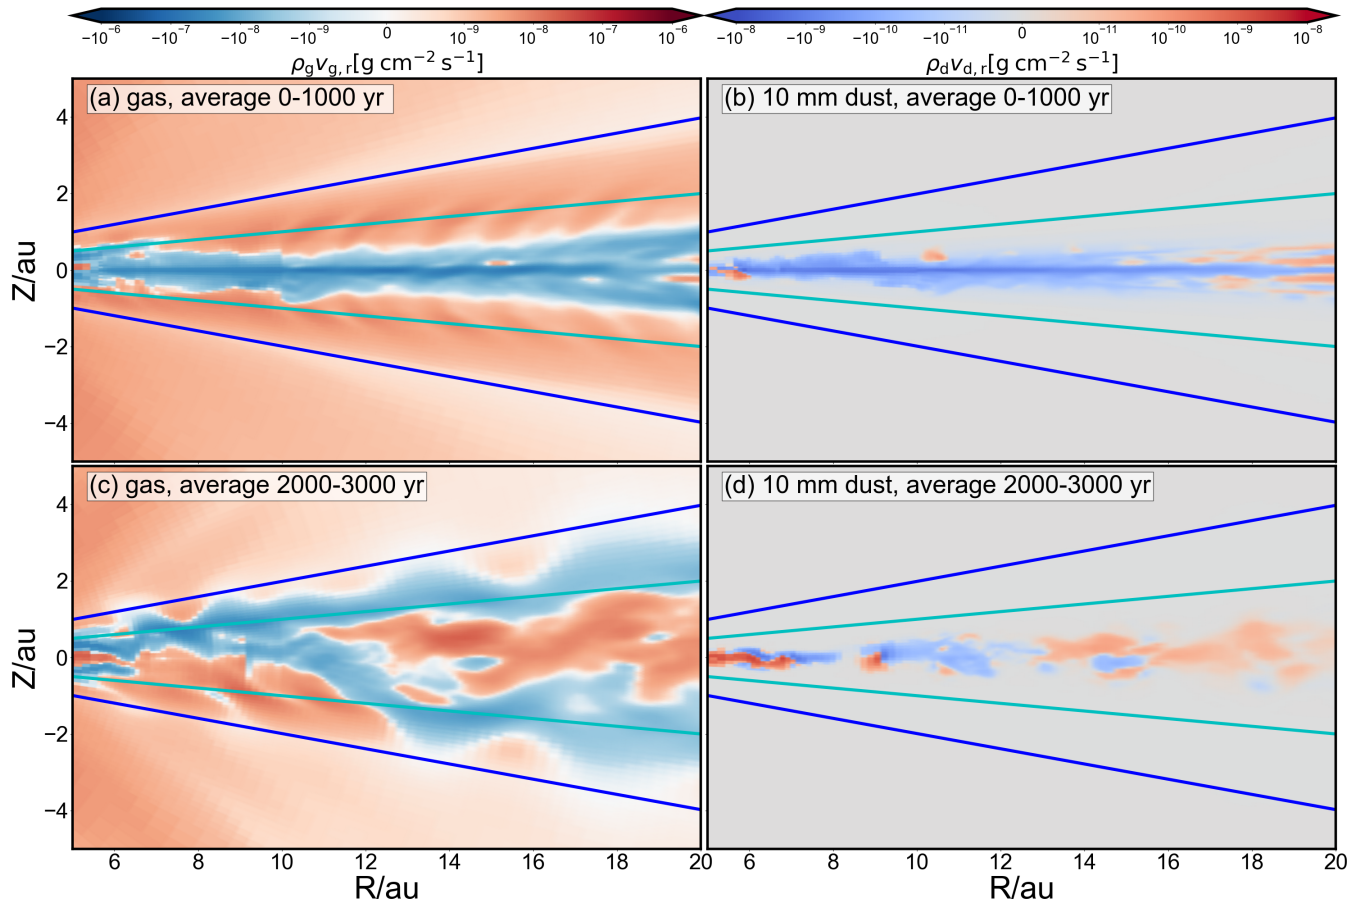 −10⁻⁶ −10⁻⁷ −10⁻⁸ −10⁻⁹ 0 10⁻⁹ 10⁻⁸ 10⁻⁷ 10⁻⁶
ρ_g v_g,r [g cm⁻² s⁻¹]
−10⁻⁸ −10⁻⁹ −10⁻¹⁰ −10⁻¹¹ 0 10⁻¹¹ 10⁻¹⁰ 10⁻⁹ 10⁻⁸
ρ_d v_d,r [g cm⁻² s⁻¹]
(a) gas, average 0-1000 yr
(b) 10 mm dust, average 0-1000 yr
4
2
0
−2
−4
Z/au
(c) gas, average 2000-3000 yr
(d) 10 mm dust, average 2000-3000 yr
4
2
0
−2
−4
Z/au
6 8 10 12 14 16 18 20
R/au
6 8 10 12 14 16 18 20
R/au